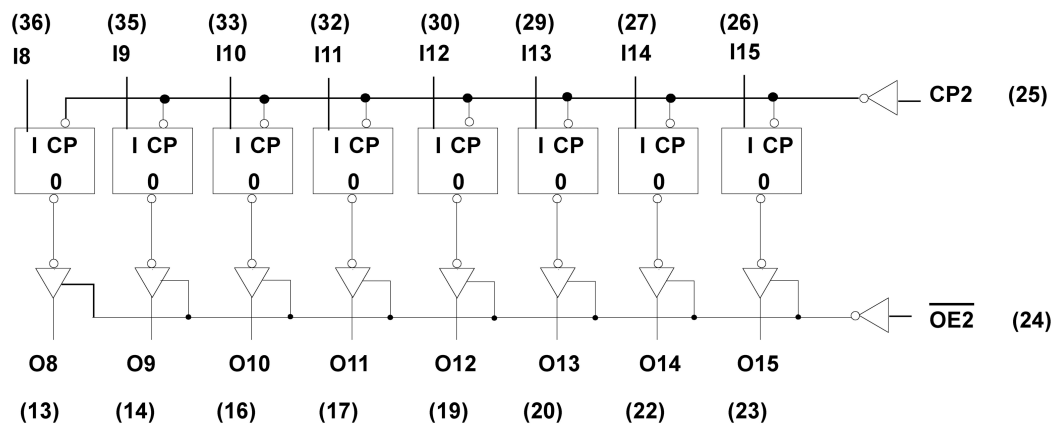 (36) (35) (33) (32) (30) (29) (27) (26)
I8 I9 I10 I11 I12 I13 I14 I15
CP2 (25)
I CP I CP I CP I CP I CP I CP I CP I CP
0 0 0 0 0 0 0 0
OE2 (24)
O8 O9 O10 O11 O12 O13 O14 O15
(13) (14) (16) (17) (19) (20) (22) (23)